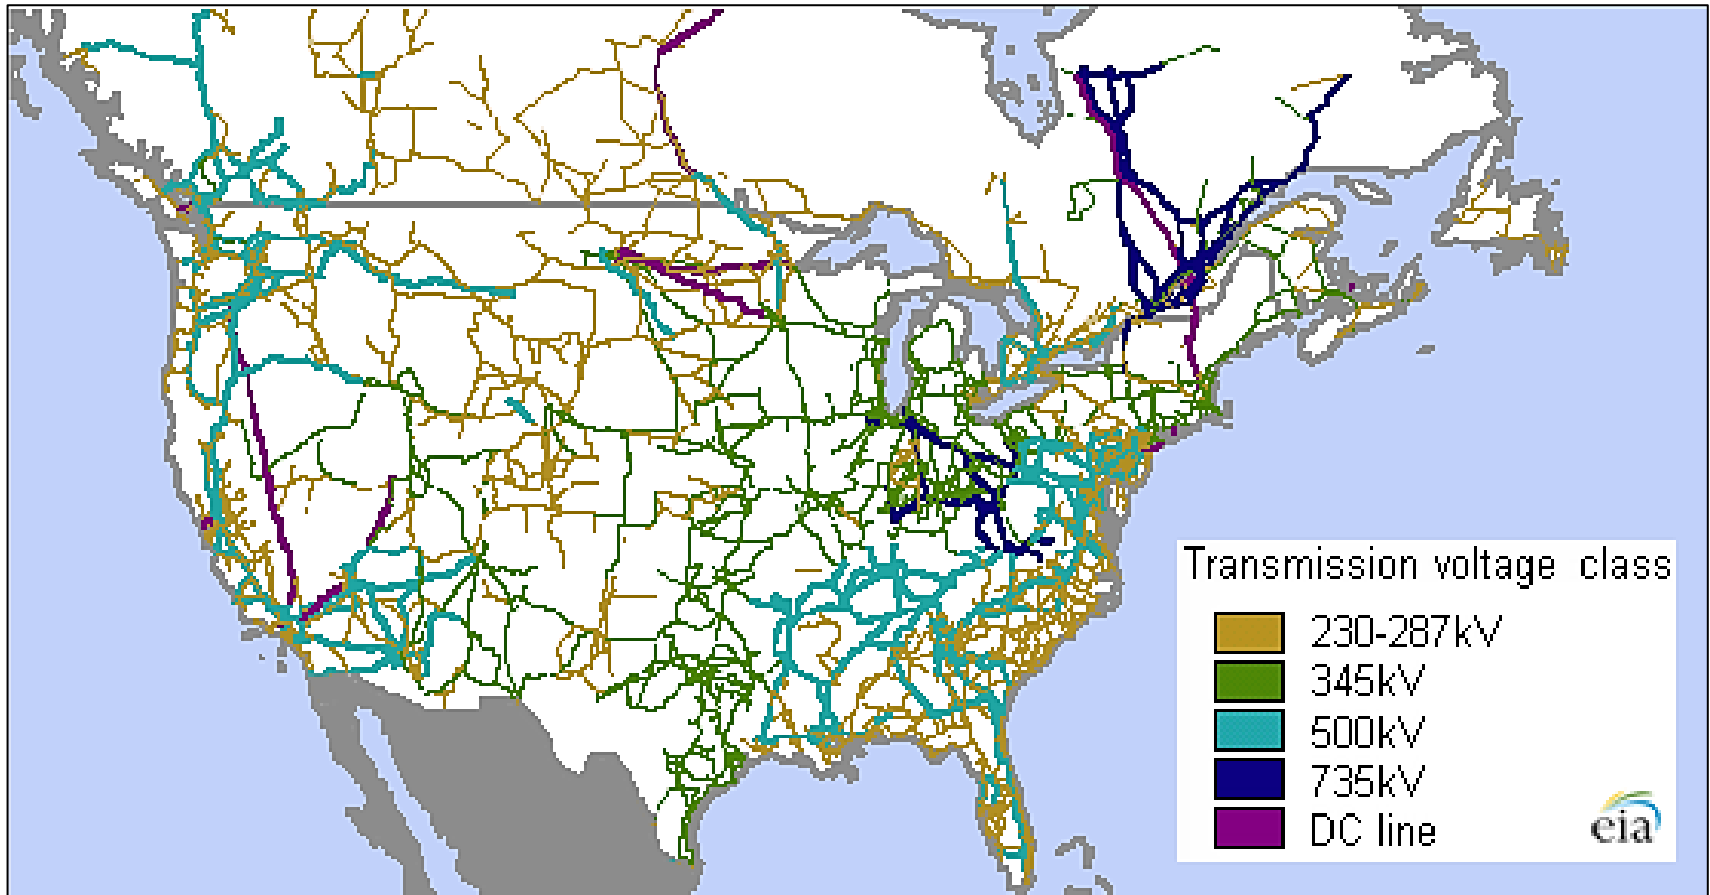 Transmission voltage class
230-287kV
345kV
500kV
735kV
DC line
eia